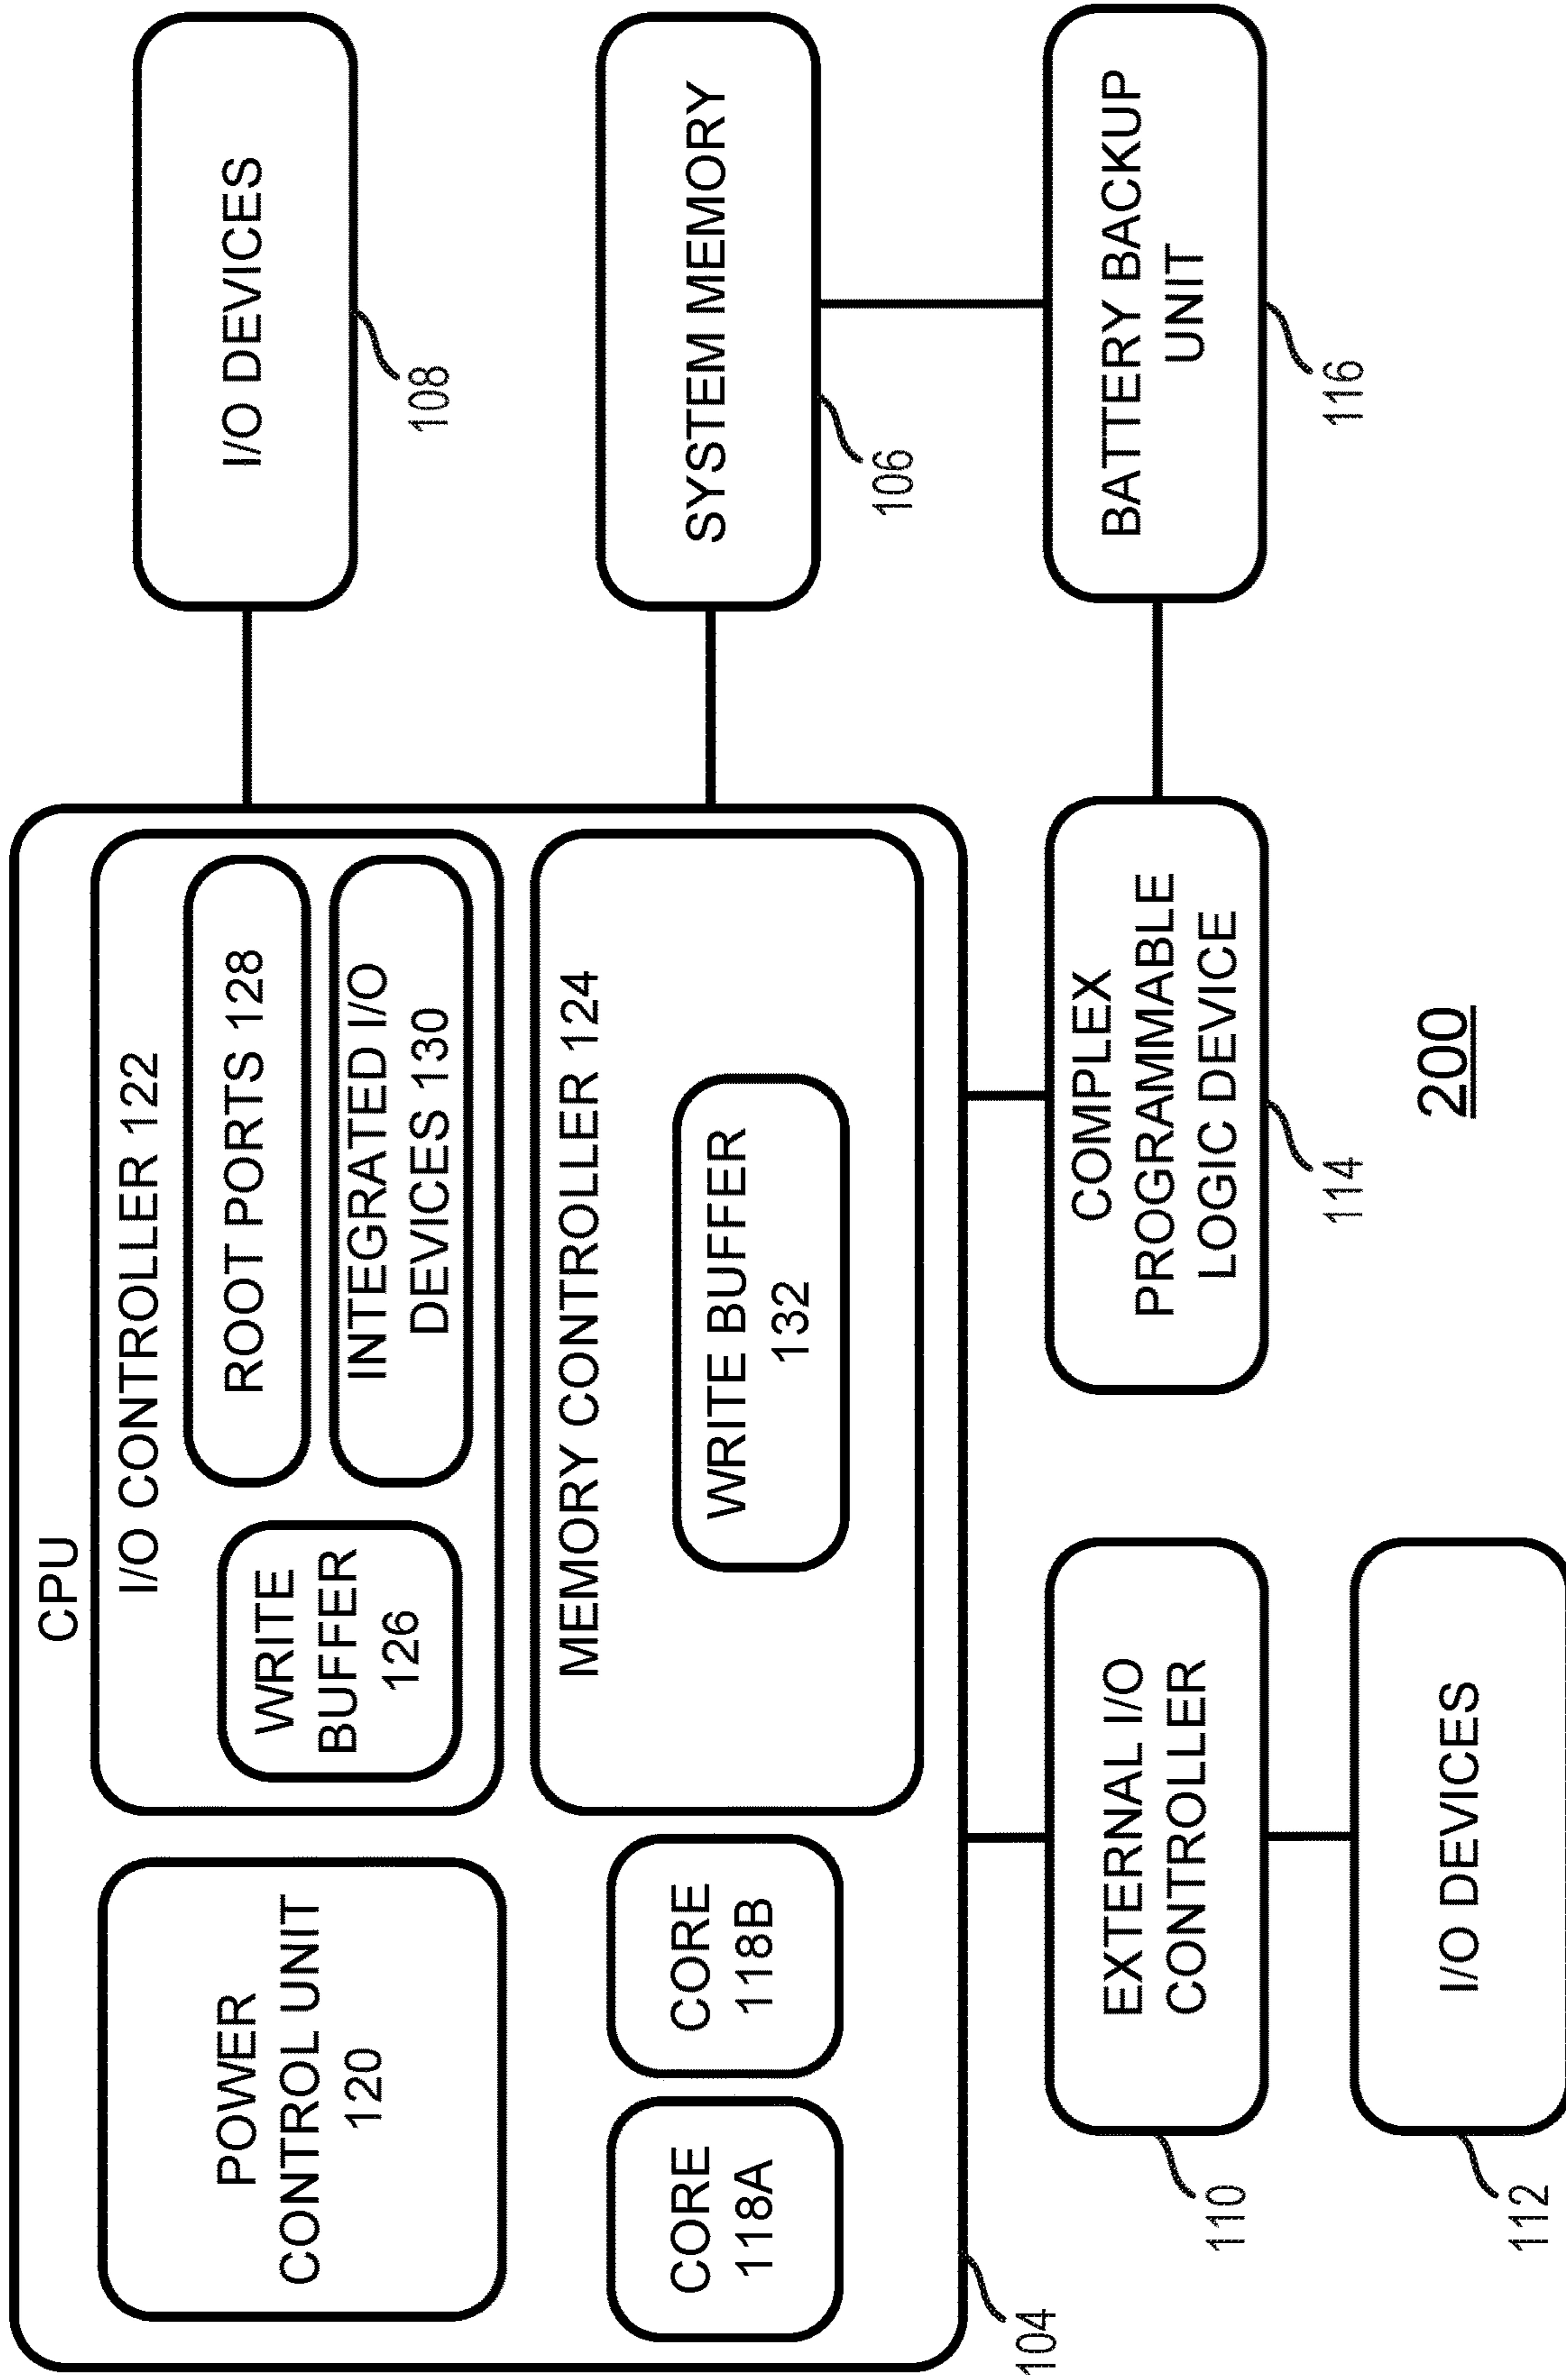 CPU
POWER
CONTROL UNIT
120
I/O CONTROLLER 122
WRITE
BUFFER
126
ROOT PORTS 128
INTEGRATED I/O
DEVICES 130
I/O DEVICES
108
CORE
118A
CORE
118B
MEMORY CONTROLLER 124
WRITE BUFFER
132
SYSTEM MEMORY
106
104
EXTERNAL I/O
CONTROLLER
110
COMPLEX
PROGRAMMABLE
LOGIC DEVICE
114
BATTERY BACKUP
UNIT
116
I/O DEVICES
112
200